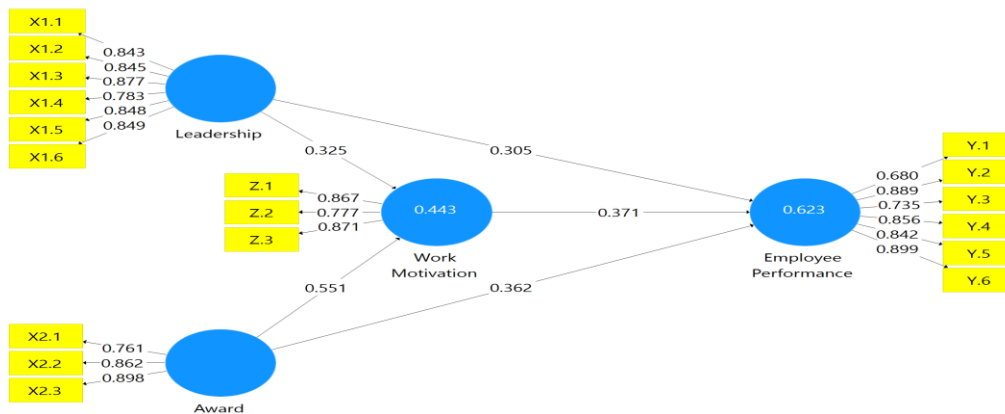 X1.1
X1.2
X1.3
X1.4
X1.5
X1.6
0.843
0.845
0.877
0.783
0.848
0.849
Leadership
0.325
0.305
Z.1
Z.2
Z.3
0.867
0.777
0.871
0.443
Work
Motivation
0.371
0.623
Employee
Performance
0.680
0.889
0.735
0.856
0.842
0.899
Y.1
Y.2
Y.3
Y.4
Y.5
Y.6
0.551
0.362
X2.1
X2.2
X2.3
0.761
0.862
0.898
Award